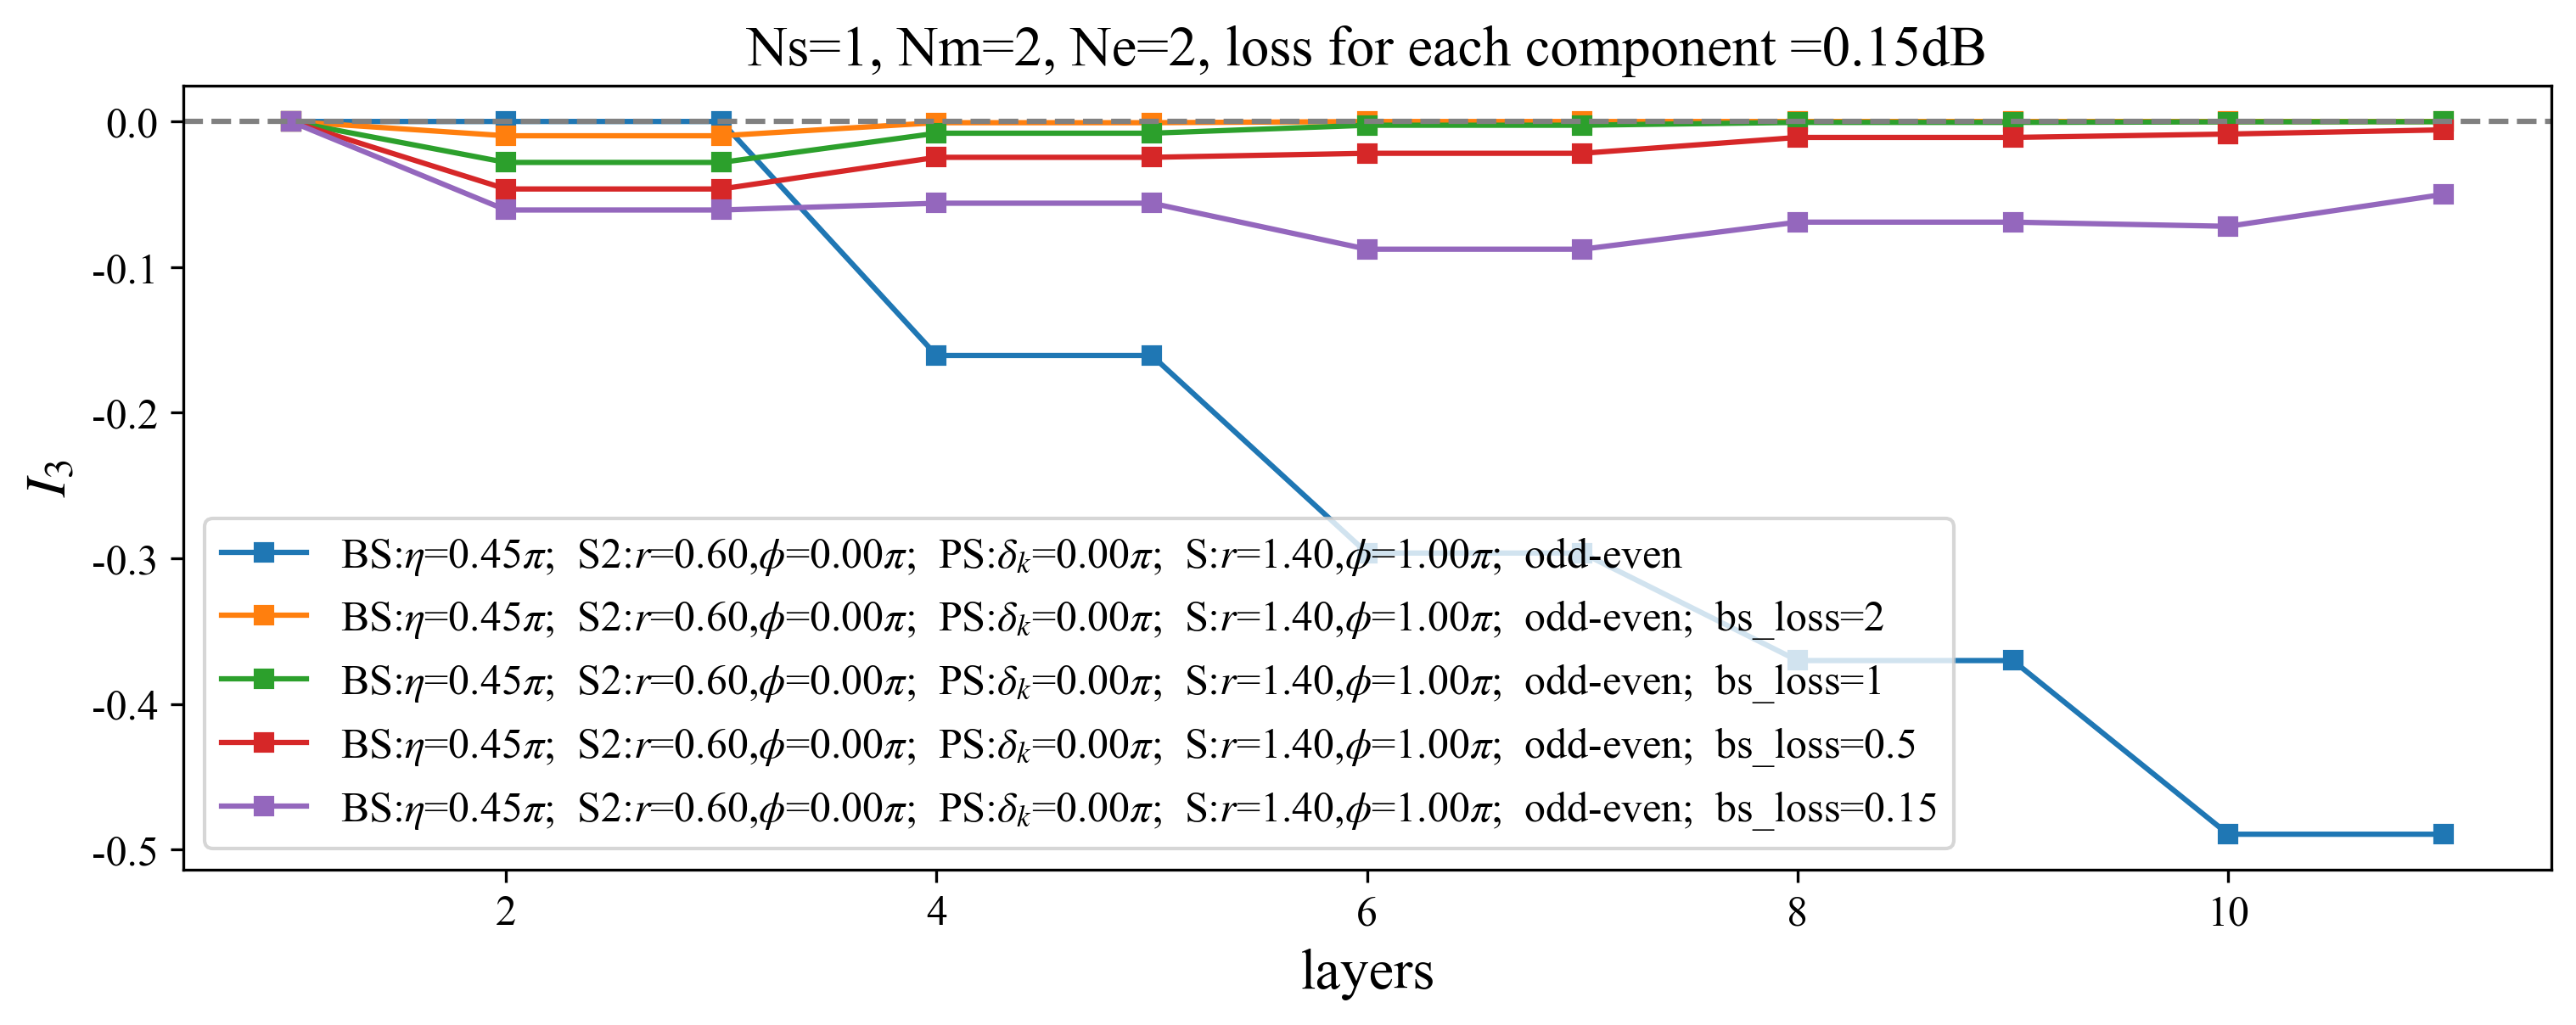 Ns=1, Nm=2, Ne=2, loss for each component =0.15dB
0.0
-0.1
-0.2
-0.3
-0.4
-0.5
I₃
BS:η=0.45π; S2:r=0.60,ϕ=0.00π; PS:δₖ=0.00π; S:r=1.40,ϕ=1.00π; odd-even
BS:η=0.45π; S2:r=0.60,ϕ=0.00π; PS:δₖ=0.00π; S:r=1.40,ϕ=1.00π; odd-even; bs_loss=2
BS:η=0.45π; S2:r=0.60,ϕ=0.00π; PS:δₖ=0.00π; S:r=1.40,ϕ=1.00π; odd-even; bs_loss=1
BS:η=0.45π; S2:r=0.60,ϕ=0.00π; PS:δₖ=0.00π; S:r=1.40,ϕ=1.00π; odd-even; bs_loss=0.5
BS:η=0.45π; S2:r=0.60,ϕ=0.00π; PS:δₖ=0.00π; S:r=1.40,ϕ=1.00π; odd-even; bs_loss=0.15
2 4 6 8 10
layers